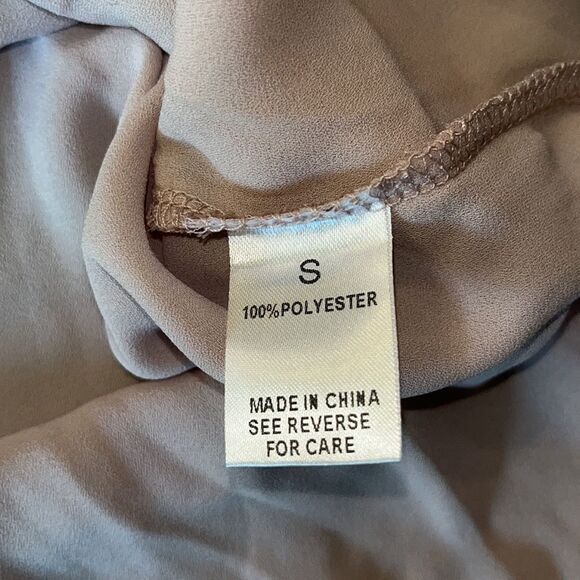 S
100%POLYESTER
MADE IN CHINA
SEE REVERSE
FOR CARE